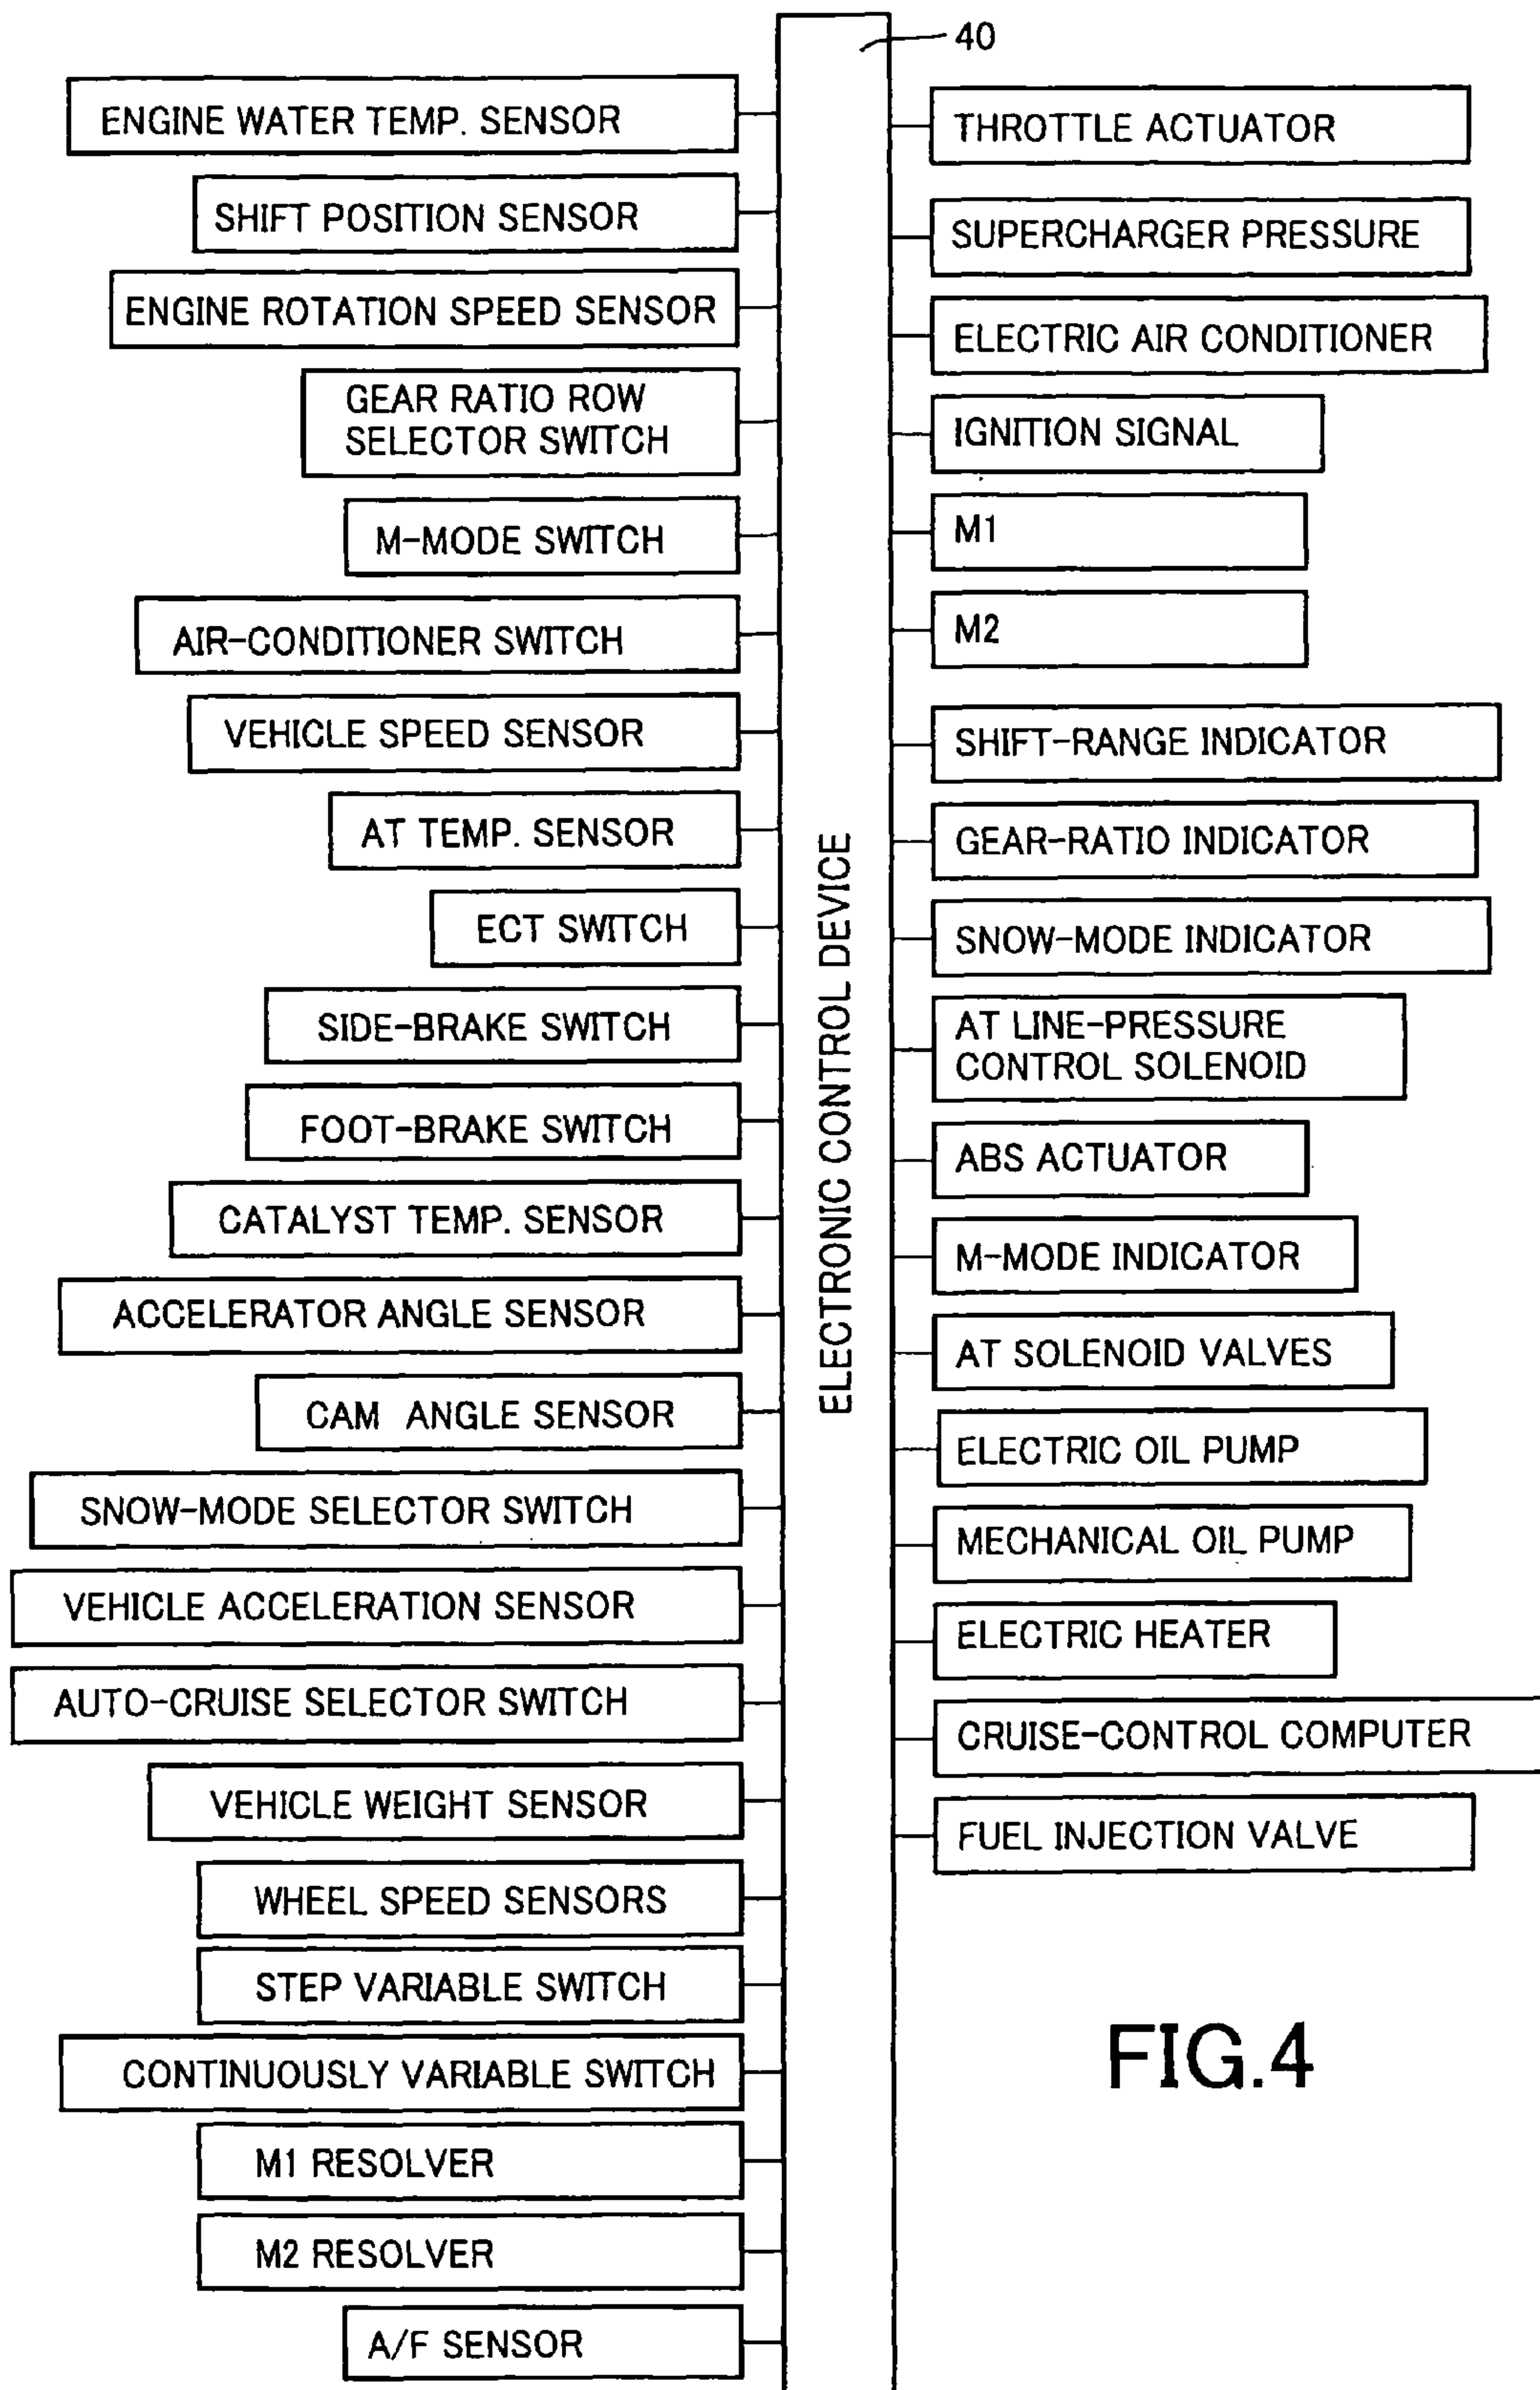 40
ENGINE WATER TEMP. SENSOR
SHIFT POSITION SENSOR
ENGINE ROTATION SPEED SENSOR
GEAR RATIO ROW
SELECTOR SWITCH
M-MODE SWITCH
AIR-CONDITIONER SWITCH
VEHICLE SPEED SENSOR
AT TEMP. SENSOR
ECT SWITCH
SIDE-BRAKE SWITCH
FOOT-BRAKE SWITCH
CATALYST TEMP. SENSOR
ACCELERATOR ANGLE SENSOR
CAM ANGLE SENSOR
SNOW-MODE SELECTOR SWITCH
VEHICLE ACCELERATION SENSOR
AUTO-CRUISE SELECTOR SWITCH
VEHICLE WEIGHT SENSOR
WHEEL SPEED SENSORS
STEP VARIABLE SWITCH
CONTINUOUSLY VARIABLE SWITCH
M1 RESOLVER
M2 RESOLVER
A/F SENSOR
ELECTRONIC CONTROL DEVICE
THROTTLE ACTUATOR
SUPERCHARGER PRESSURE
ELECTRIC AIR CONDITIONER
IGNITION SIGNAL
M1
M2
SHIFT-RANGE INDICATOR
GEAR-RATIO INDICATOR
SNOW-MODE INDICATOR
AT LINE-PRESSURE
CONTROL SOLENOID
ABS ACTUATOR
M-MODE INDICATOR
AT SOLENOID VALVES
ELECTRIC OIL PUMP
MECHANICAL OIL PUMP
ELECTRIC HEATER
CRUISE-CONTROL COMPUTER
FUEL INJECTION VALVE
FIG.4